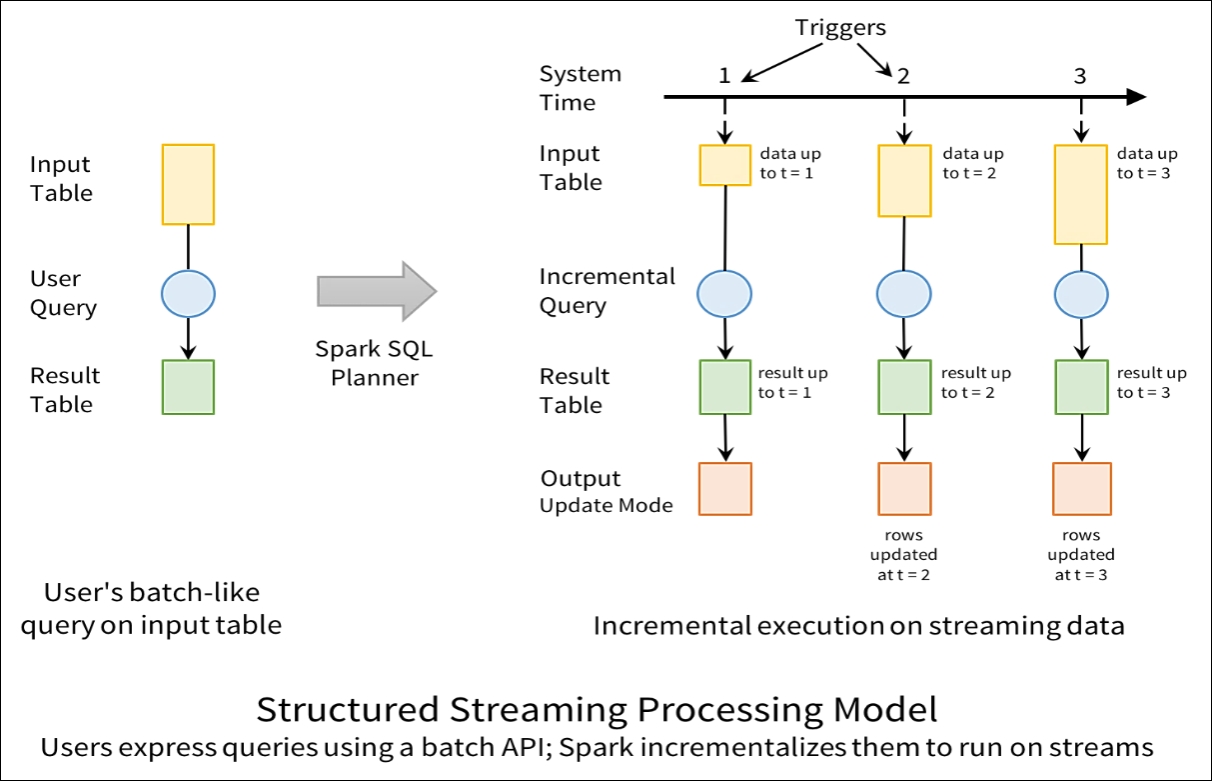 Triggers
System
Time
1
2
3
Input
Table
User
Query
Result
Table
Spark SQL
Planner
Input
Table
data up
to t = 1
data up
to t = 2
data up
to t = 3
Incremental
Query
Result
Table
result up
to t = 1
result up
to t = 2
result up
to t = 3
Output
Update Mode
rows
updated
at t = 2
rows
updated
at t = 3
User's batch-like
query on input table
Incremental execution on streaming data
Structured Streaming Processing Model
Users express queries using a batch API; Spark incrementalizes them to run on streams